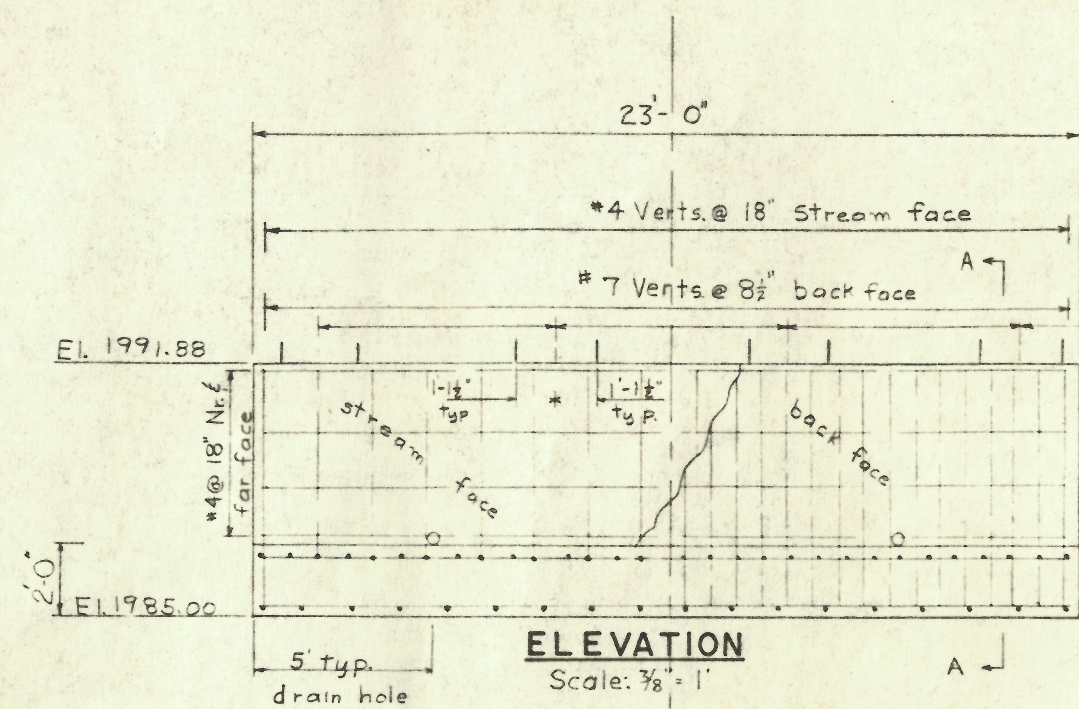 23'-0"
#4 Verts.@ 18" Stream face
A
#7 Verts.@ 8½" back face
El. 1991.88
1'-1½"
typ
*
1'-1½"
typ.
stream face
back face
#4@18" Nr. &
far face
2'-0"
El.1985.00
5' typ.
drain hole
ELEVATION
Scale: 3/8" = 1'
A